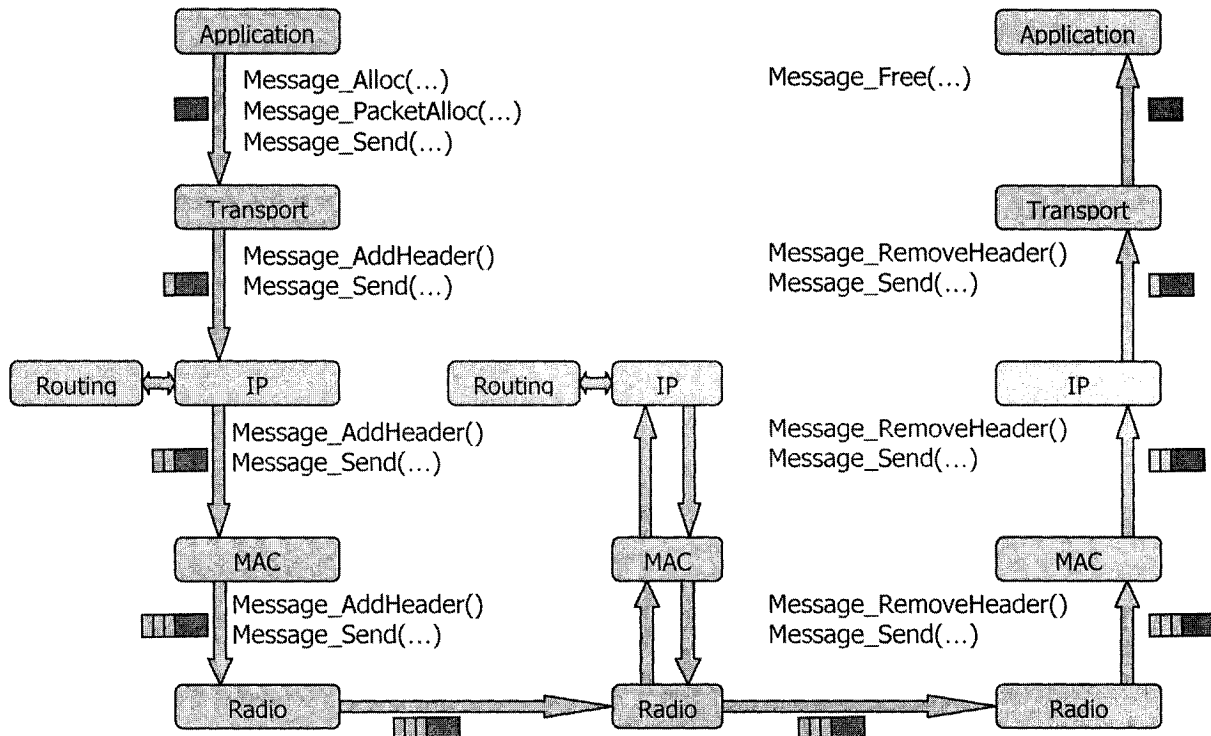 Application
Application
Message_Alloc(...)
Message_PacketAlloc(...)
Message_Send(...)
Message_Free(...)
Transport
Transport
Message_AddHeader()
Message_Send(...)
Message_RemoveHeader()
Message_Send(...)
Routing
IP
Routing
IP
IP
Message_AddHeader()
Message_Send(...)
Message_RemoveHeader()
Message_Send(...)
MAC
MAC
MAC
Message_AddHeader()
Message_Send(...)
Message_RemoveHeader()
Message_Send(...)
Radio
Radio
Radio